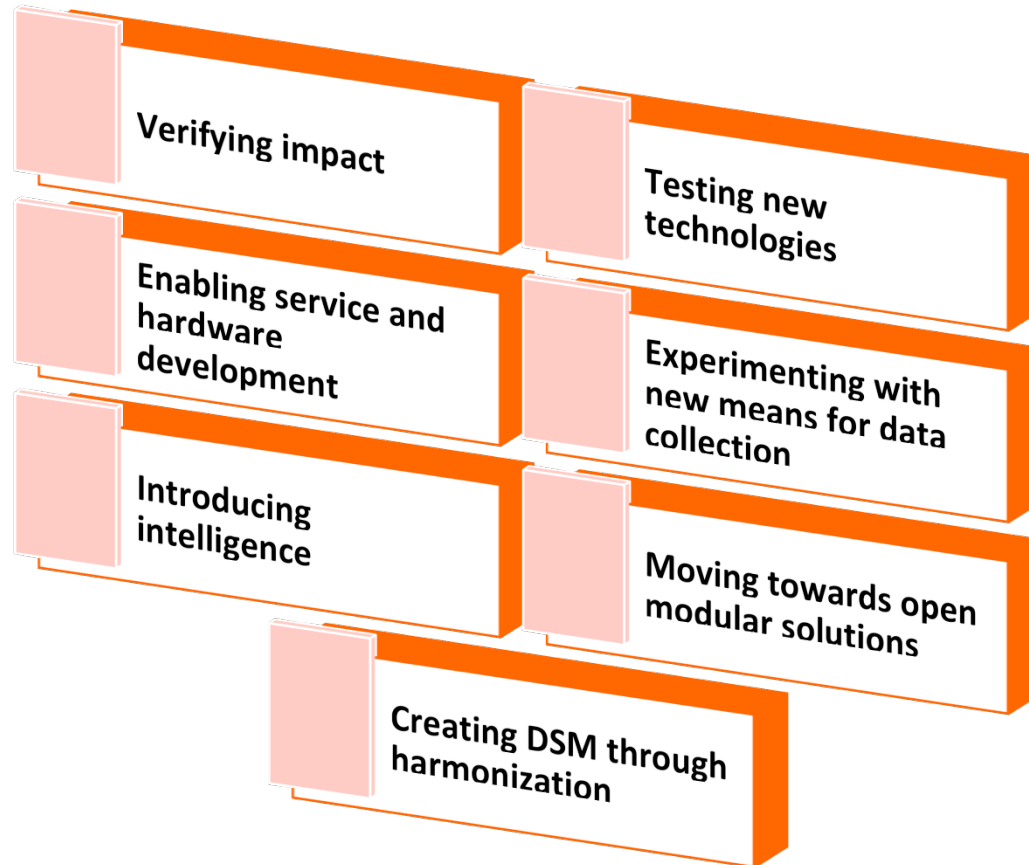 Verifying impact
Testing new
technologies
Enabling service and
hardware
development
Experimenting with
new means for data
collection
Introducing
intelligence
Moving towards open
modular solutions
Creating DSM through
harmonization